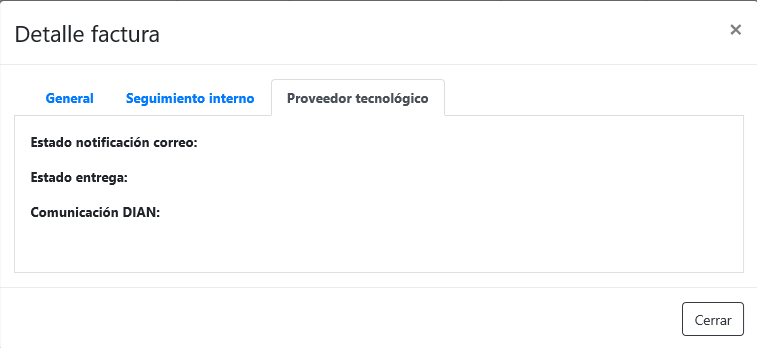 Detalle factura ×
General Seguimiento interno Proveedor tecnológico
Estado notificación correo:
Estado entrega:
Comunicación DIAN:
Cerrar